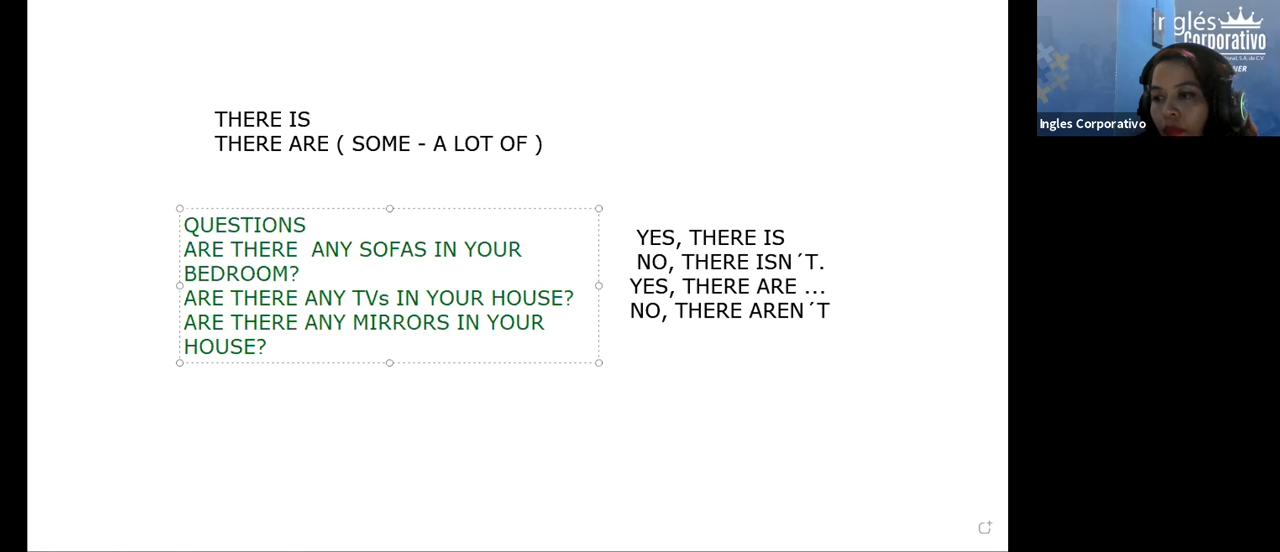 THERE IS
THERE ARE ( SOME - A LOT OF )
QUESTIONS
ARE THERE  ANY SOFAS IN YOUR
BEDROOM?
ARE THERE ANY TVs IN YOUR HOUSE?
ARE THERE ANY MIRRORS IN YOUR
HOUSE?
YES, THERE IS
NO, THERE ISN´T.
YES, THERE ARE ...
NO, THERE AREN´T
Inglés
Corporativo
Ingles Corporativo